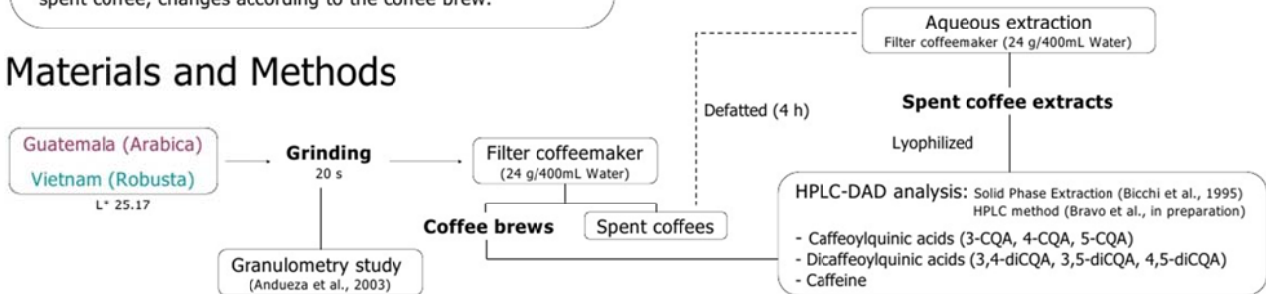 spent coffee, changes according to the coffee brew.
Materials and Methods
Guatemala (Arabica)
Vietnam (Robusta)
L* 25.17
Grinding
20 s
Granulometry study
(Andueza et al., 2003)
Filter coffeemaker
(24 g/400mL Water)
Coffee brews
Spent coffees
Defatted (4 h)
Aqueous extraction
Filter coffeemaker (24 g/400mL Water)
Spent coffee extracts
Lyophilized
HPLC-DAD analysis: Solid Phase Extraction (Bicchi et al., 1995)
HPLC method (Bravo et al., in preparation)
- Caffeoylquinic acids (3-CQA, 4-CQA, 5-CQA)
- Dicaffeoylquinic acids (3,4-diCQA, 3,5-diCQA, 4,5-diCQA)
- Caffeine